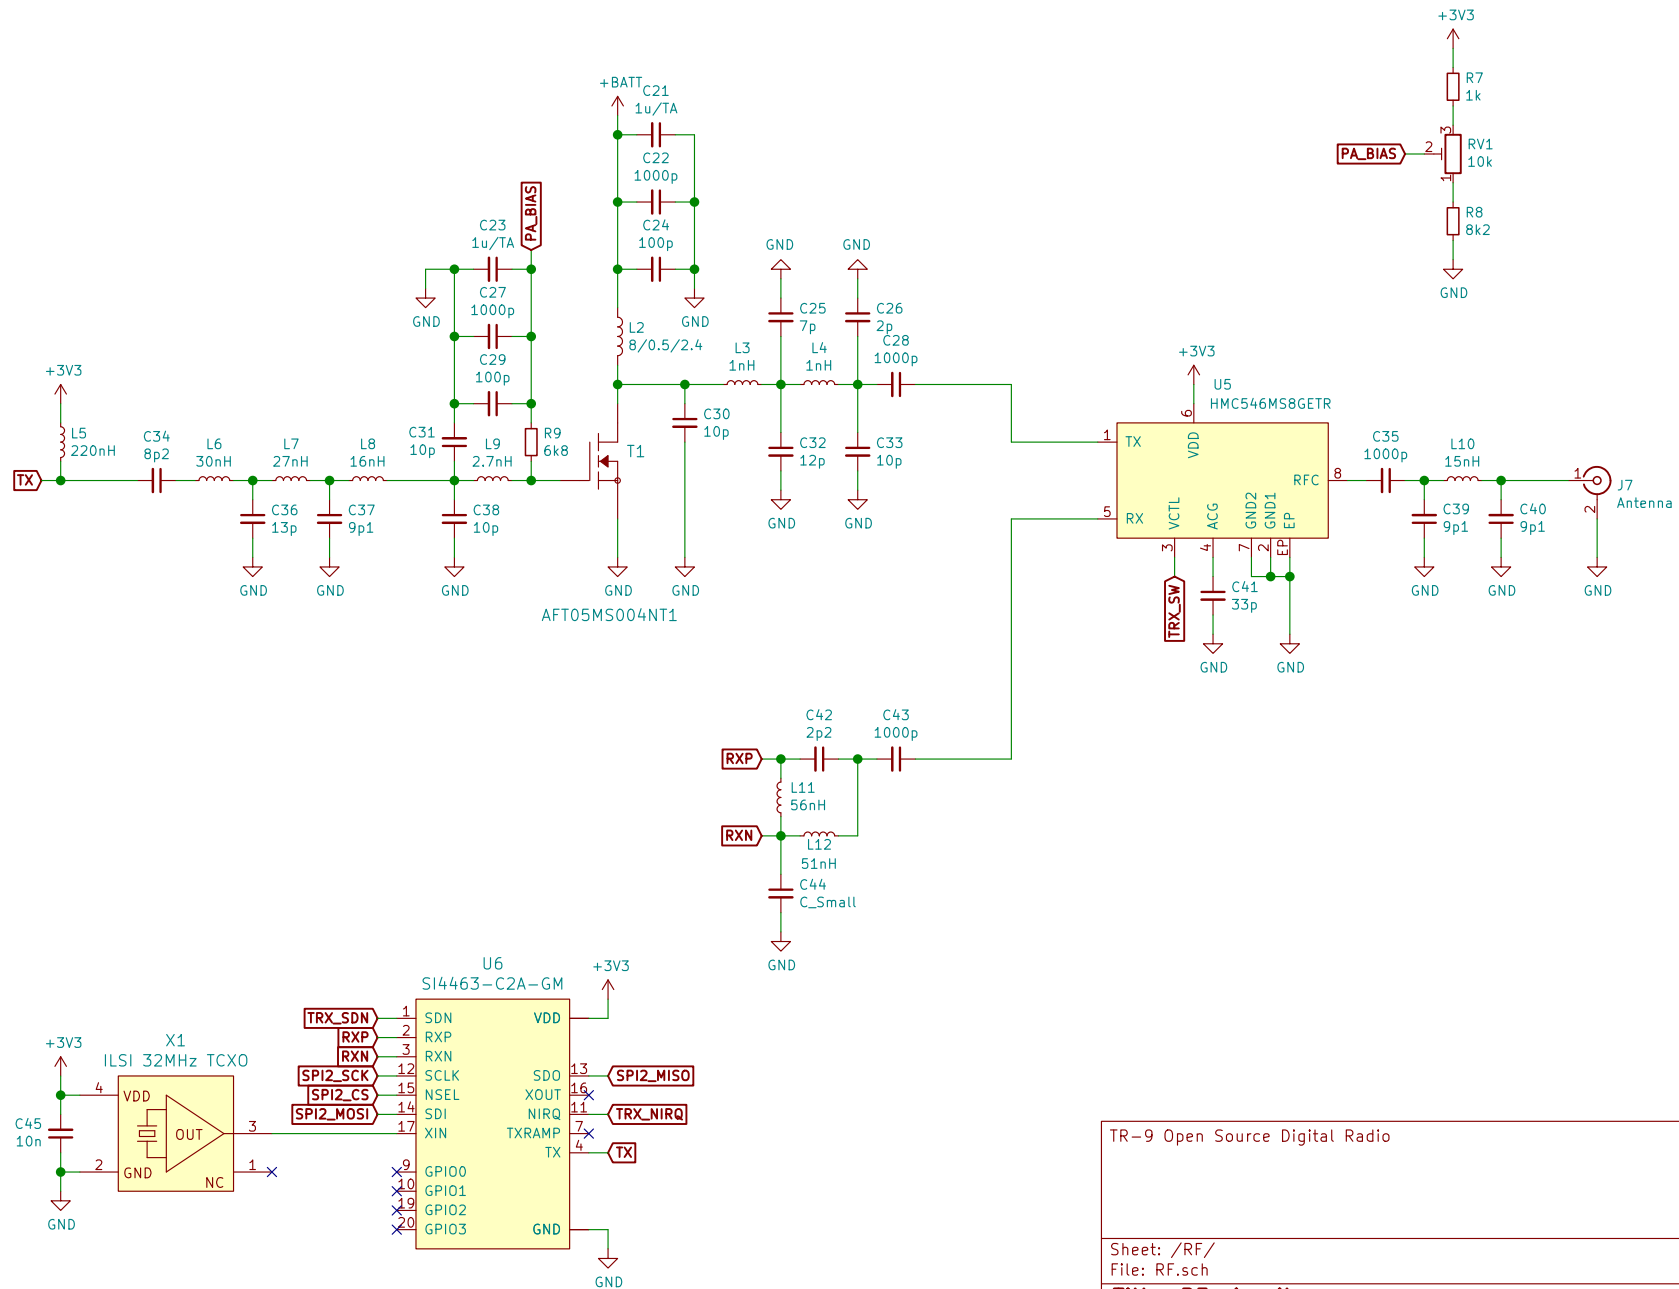 +3V3
R7
1k
3
PA_BIAS
2
RV1
10k
1
R8
8k2
GND
+BATT
C21
1u/TA
C22
1000p
C24
100p
GND
PA_BIAS
C23
1u/TA
C27
1000p
C29
100p
GND
L2
8/0.5/2.4
GND
GND
C25
7p
C26
2p
C28
1000p
L3
1nH
L4
1nH
+3V3
L5
220nH
C34
8p2
L6
30nH
L7
27nH
L8
16nH
C31
10p
L9
2.7nH
R9
6k8
T1
C30
10p
C32
12p
C33
10p
GND
GND
TX
C36
13p
C37
9p1
C38
10p
GND
GND
GND
GND
GND
AFT05MS004NT1
+3V3
U5
HMC546MS8GETR
6
1
TX
VDD
RFC
8
5
RX
VCTL
ACG
GND2
GND1
EP
3
4
7
2
EP
TRX_SW
C41
33p
GND
GND
C35
1000p
L10
15nH
1
J7
Antenna
2
C39
9p1
C40
9p1
GND
GND
GND
C42
2p2
C43
1000p
RXP
L11
56nH
RXN
L12
51nH
C44
C_Small
GND
U6
SI4463-C2A-GM
+3V3
TRX_SDN
1
SDN
VDD
RXP
2
RXP
RXN
3
RXN
SPI2_SCK
12
SCLK
SDO
13
SPI2_MISO
SPI2_CS
15
NSEL
XOUT
16
SPI2_MOSI
14
SDI
NIRQ
11
TRX_NIRQ
17
XIN
TXRAMP
7
TX
4
TX
9
GPIO0
10
GPIO1
19
GPIO2
20
GPIO3
GND
GND
+3V3
X1
ILSI 32MHz TCXO
4
VDD
C45
10n
OUT
3
2
GND
NC
1
GND
TR-9 Open Source Digital Radio
Sheet: /RF/
File: RF.sch